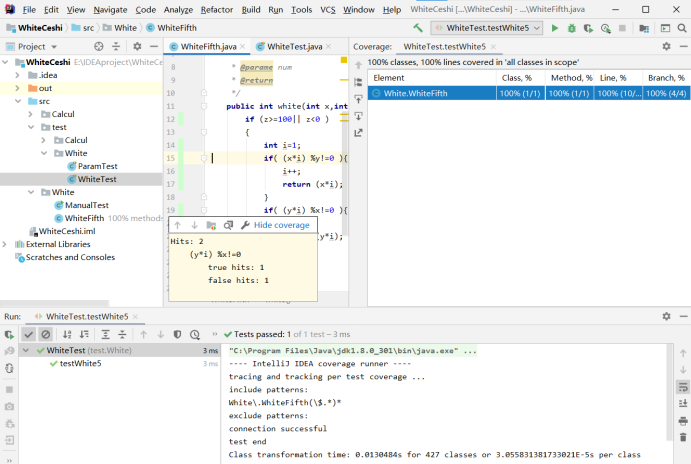 File Edit View Navigate Code Analyze Refactor Build Run Tools VCS Window Help WhiteCeshi [...\WhiteCeshi] - ...\WhiteFifth.java
WhiteCeshi src White WhiteFifth
WhiteTest.testWhite5
Project
WhiteFifth.java
WhiteTest.java
Coverage: WhiteTest.testWhite5
WhiteCeshi E:\IDEAproject\WhiteCe
.idea
out
src
Calcul
test
Calcul
White
ParamTest
WhiteTest
White
ManualTest
WhiteFifth 100% methods
WhiteCeshi.iml
External Libraries
Scratches and Consoles
8 * @parame num
9 * @return
10 */
11 public int white(int x,int
12 if (z>=100|| z<0 )
13 {
14 int i=1;
15 if( (x*i) %y!=0 ){
16 i++;
17 return (x*i);
18 }
19 if( (y*i) %x!=0 ){
y*i);
Hide coverage
Hits: 2
(y*i) %x!=0
true hits: 1
false hits: 1
100% classes, 100% lines covered in 'all classes in scope'
Element Class, % Method, % Line, % Branch, %
White.WhiteFifth 100% (1/1) 100% (1/1) 100% (10/... 100% (4/4)
Run: WhiteTest.testWhite5
Tests passed: 1 of 1 test – 3 ms
WhiteTest (test.White) 3 ms
testWhite5 3 ms
"C:\Program Files\Java\jdk1.8.0_301\bin\java.exe" ...
---- IntelliJ IDEA coverage runner ----
tracing and tracking per test coverage ...
include patterns:
White\.WhiteFifth(\$.*)*
exclude patterns:
connection successful
test end
Class transformation time: 0.0130484s for 427 classes or 3.055831381733021E-5s per class